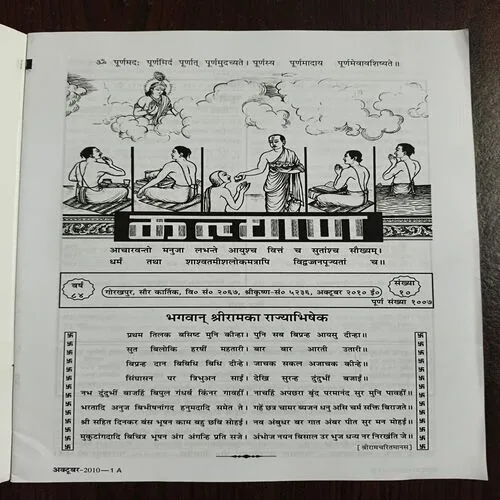 ॐ पूर्णमदः पूर्णमिदं पूर्णात् पूर्णमुदच्यते। पूर्णस्य पूर्णमादाय पूर्णमेवावशिष्यते॥
कल्याण
आचारवन्तो मनुजा लभन्ते आयुश्च वित्तं च सुतांश्च सौख्यम्।
धर्मं तथा शाश्वतमीशलोकमत्रापि विद्वज्जनपूज्यतां च॥
वर्ष ८४
गोरखपुर, सौर कार्तिक, वि० सं० २०६७, श्रीकृष्ण-सं० ५२३६, अक्टूबर २०१० ई०
संख्या १०
पूर्ण संख्या १००७
भगवान् श्रीरामका राज्याभिषेक
प्रथम तिलक बसिष्ट मुनि कीन्हा। पुनि सब बिप्रन्ह आयसु दीन्हा॥
सुत बिलोकि हरषीं महतारी। बार बार आरती उतारी॥
बिप्रन्ह दान बिबिधि बिधि दीन्हे। जाचक सकल अजाचक कीन्हे॥
सिंघासन पर त्रिभुअन साईं। देखि सुरन्ह दुंदुभीं बजाईं॥
नभ दुंदुभीं बाजहिं बिपुल गंधर्ब किंनर गावहीं। नाचहिं अपछरा बृंद परमानंद सुर मुनि पावहीं॥
भरतादि अनुज बिभीषनांगद हनुमदादि समेत ते। गहें छत्र चामर ब्यजन धनु असि चर्म सक्ति बिराजते॥
श्री सहित दिनकर बंस भूषन काम बहु छबि सोहई। नव अंबुधर बर गात अंबर पीत सुर मन मोहई॥
मुकुटांगदादि बिचित्र भूषन अंग अंगन्हि प्रति सजे। अंभोज नयन बिसाल उर भुज धन्य नर निरखंति जे॥
[ श्रीरामचरितमानस ]
अक्टूबर–2010—1 A